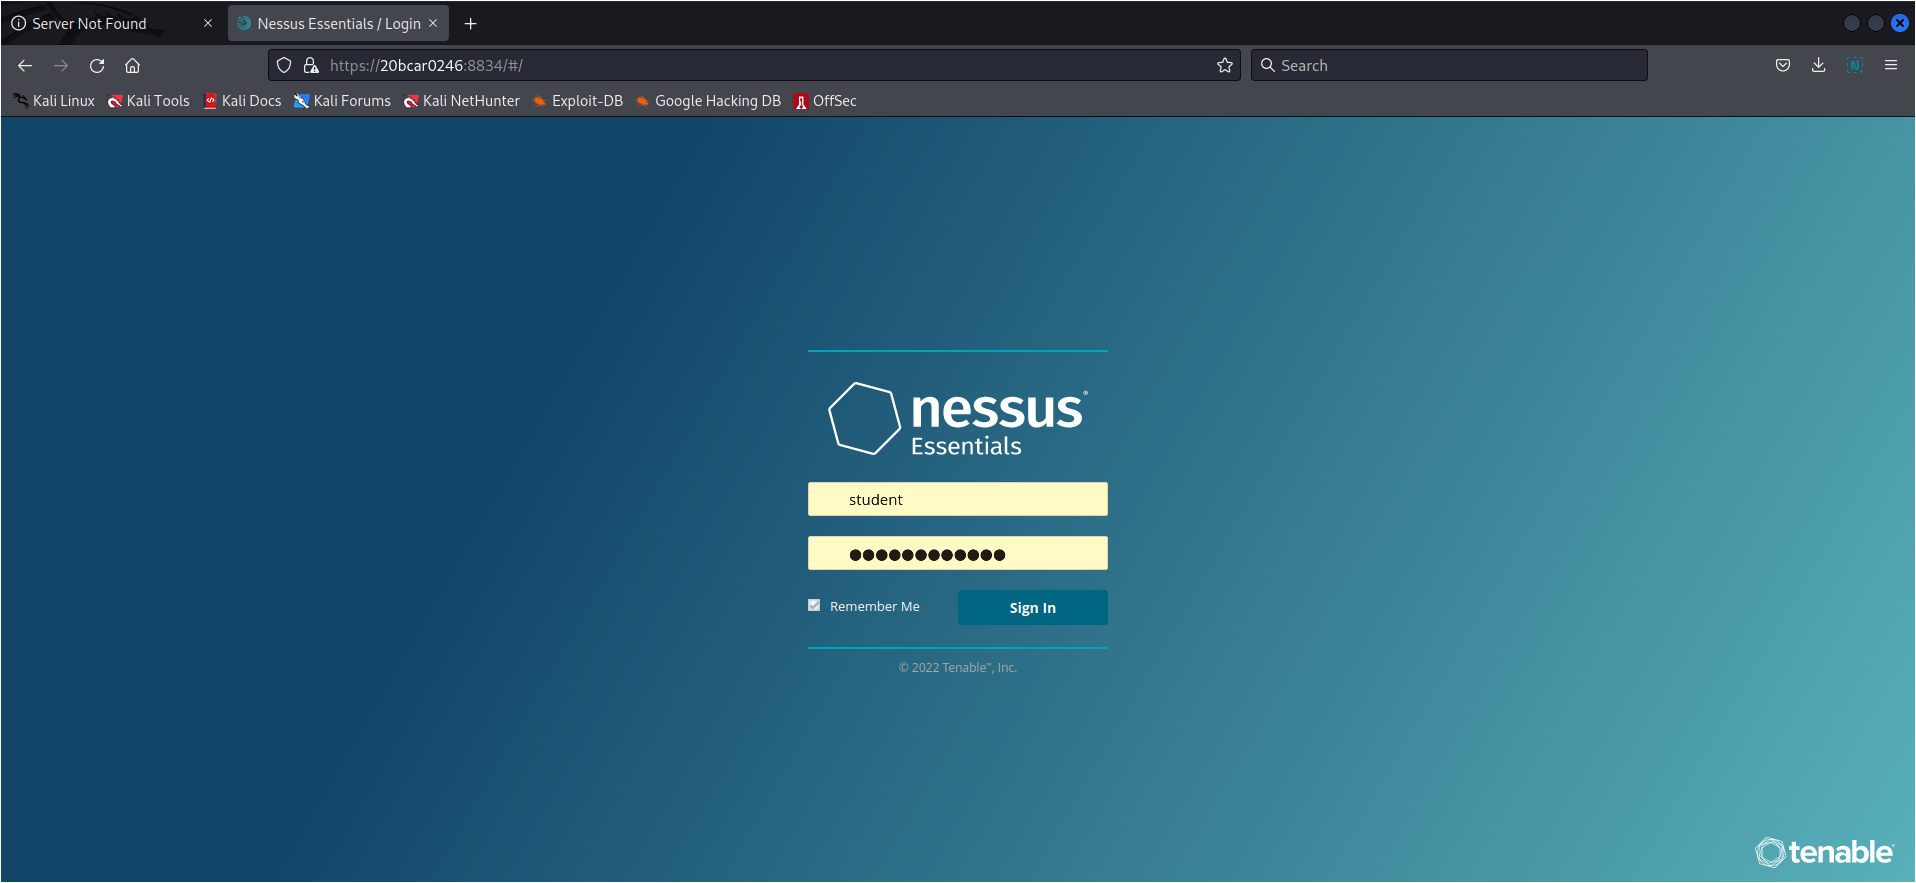 Server Not Found
Nessus Essentials / Login
https://20bcar0246:8834/#/
Search
Kali Linux Kali Tools Kali Docs Kali Forums Kali NetHunter Exploit-DB Google Hacking DB OffSec
nessus®
Essentials
student
Remember Me
Sign In
© 2022 Tenable™, Inc.
tenable